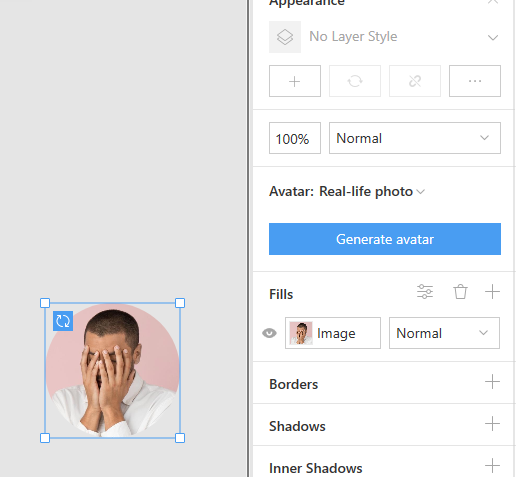 Appearance
No Layer Style
100%
Normal
Avatar: Real-life photo
Generate avatar
Fills
Image
Normal
Borders
Shadows
Inner Shadows